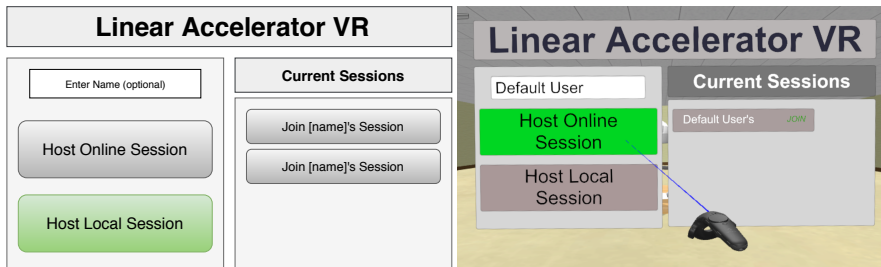 Linear Accelerator VR
Enter Name (optional)
Host Online Session
Host Local Session
Current Sessions
Join [name]'s Session
Join [name]'s Session
Linear Accelerator VR
Default User
Host Online
Session
Host Local
Session
Current Sessions
Default User's JOIN